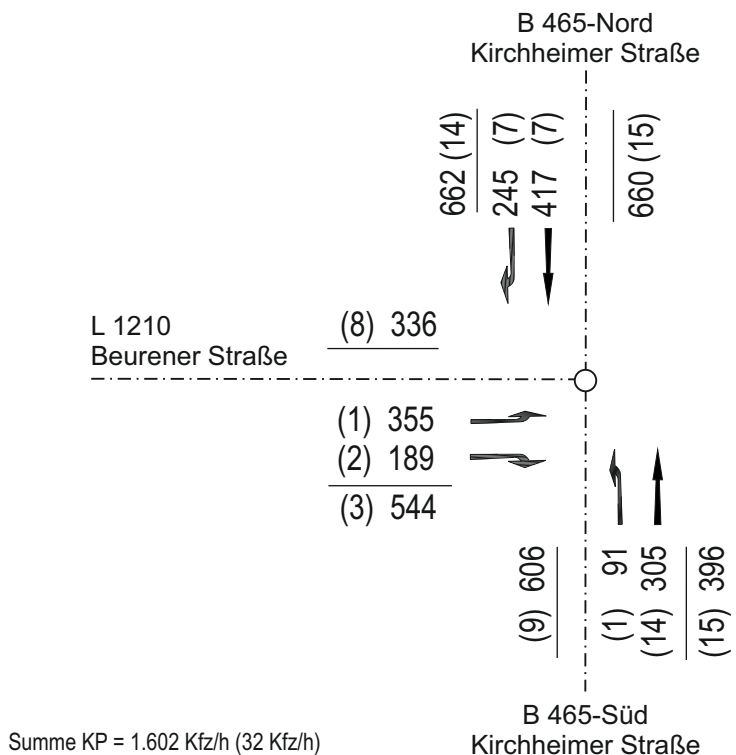 B 465-Nord
Kirchheimer Straße
662 (14)
245 (7)
417 (7)
660 (15)
L 1210
Beurener Straße
(8) 336
(1) 355
(2) 189
(3) 544
(9) 606
(1) 91
(14) 305
(15) 396
B 465-Süd
Kirchheimer Straße
Summe KP = 1.602 Kfz/h (32 Kfz/h)